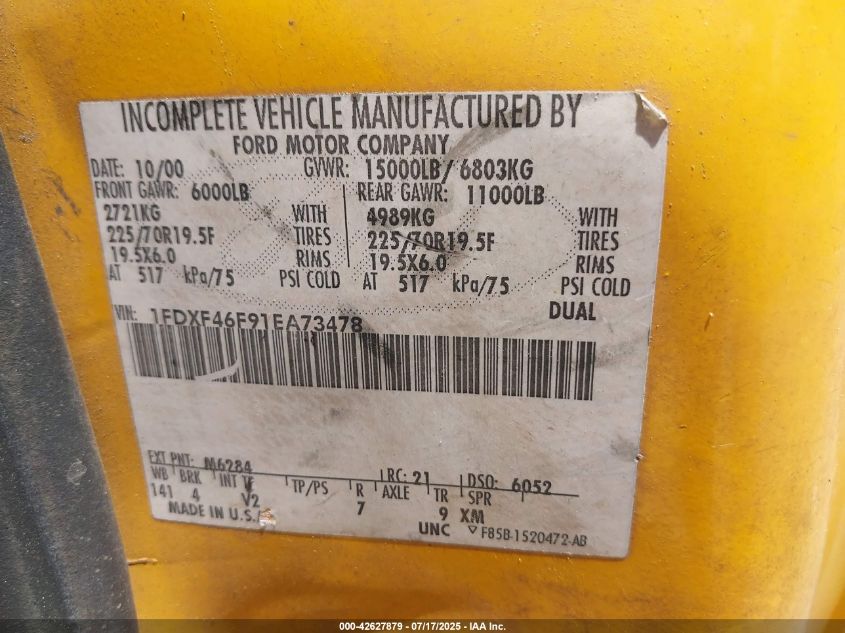 INCOMPLETE VEHICLE MANUFACTURED BY
FORD MOTOR COMPANY
DATE: 10/00 GVWR: 15000LB/ 6803KG
FRONT GAWR: 6000LB REAR GAWR: 11000LB
2721KG WITH 4989KG WITH
225/70R19.5F TIRES 225/70R19.5F TIRES
19.5X6.0 RIMS 19.5X6.0 RIMS
AT 517 kPa/75 PSI COLD AT 517 kPa/75 PSI COLD
DUAL
VIN: 1FDXF46F91EA73478
EXT PNT: M6284 RC: 21 DSO: 6052
WB BRK INT TP/PS R AXLE TR SPR
141 4 V2 7 9 XM
MADE IN U.S.A.
UNC F85B-1520472-AB
000-42627879 / 07/17/2025 - IAA Inc.